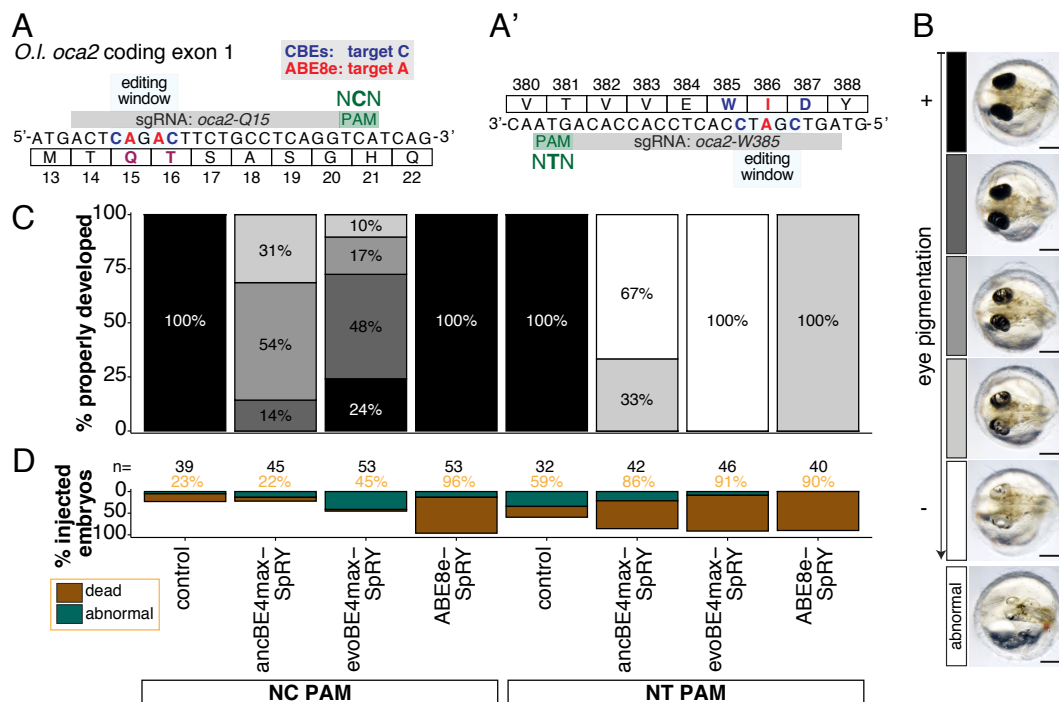 A
O.l. oca2 coding exon 1
CBEs: target C
ABE8e: target A
editing
window
NCN
sgRNA: oca2-Q15
PAM
5'-ATGACTCAGACTTCTGCCTCAGGTCATCAG-3'
M T Q T S A S G H Q
13 14 15 16 17 18 19 20 21 22
A'
380 381 382 383 384 385 386 387 388
V T V V E W I D Y
3'-CAATGACACCACCTCACCTAGCTGATG-5'
PAM
sgRNA: oca2-W385
NTN
editing
window
B
+
eye pigmentation
-
abnormal
C
% properly developed
100
75
50
25
0
100%
31%
54%
14%
10%
17%
48%
24%
100%
100%
67%
33%
100%
100%
D
n= 39 45 53 53 32 42 46 40
23% 22% 45% 96% 59% 86% 91% 90%
% injected
embryos
0
50
100
dead
abnormal
control
ancBE4max–
SpRY
evoBE4max–
SpRY
ABE8e–
SpRY
control
ancBE4max–
SpRY
evoBE4max–
SpRY
ABE8e–
SpRY
NC PAM
NT PAM